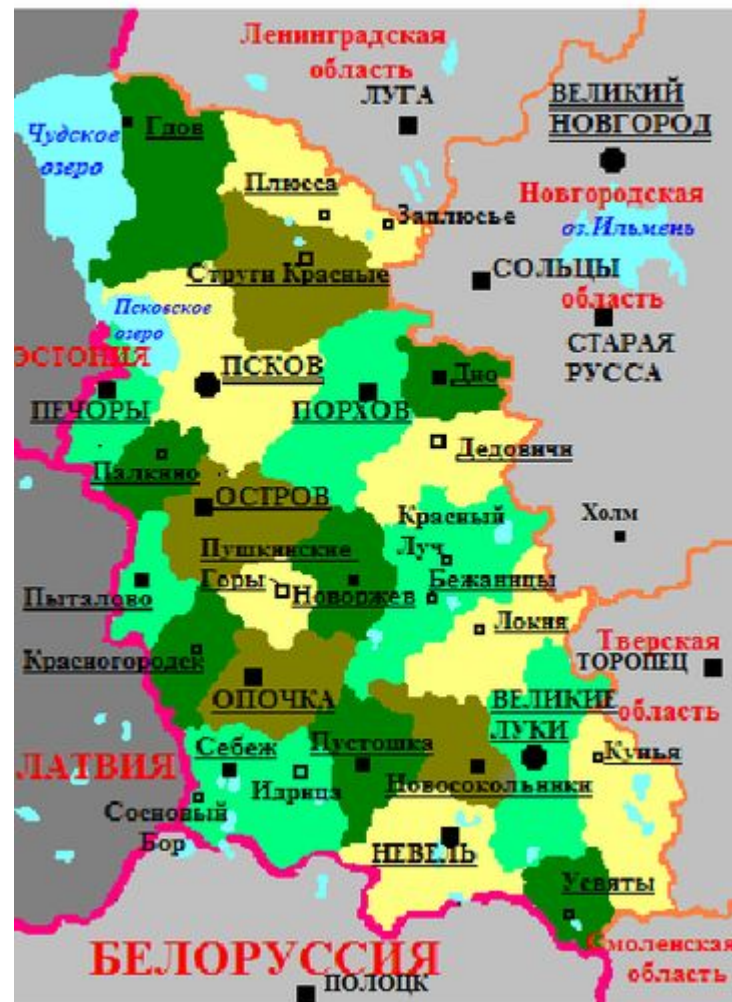 Ленинградская
область
ЛУГА
ВЕЛИКИЙ
НОВГОРОД
Чудское
озеро
Гдов
Плюсса
Заплюсье
Новгородская
оз.Ильмень
область
Струги Красные
СОЛЬЦЫ
СТАРАЯ
РУССА
Псковское
озеро
ЭСТОНИЯ
ПСКОВ
ПЕЧОРЫ
ПОРХОВ
Дно
Дедовичи
Палкино
ОСТРОВ
Красный
Луч
Холм
Пушкинские
Горы
Новоржев
Бежаницы
Пыталово
Локня
Красногородск
Тверская
область
ТОРОПЕЦ
ОПОЧКА
ВЕЛИКИЕ
ЛУКИ
Себеж
Идрица
Пустошка
Новосокольники
Кунья
ЛАТВИЯ
Сосновый
Бор
НЕВЕЛЬ
Усвяты
БЕЛОРУССИЯ
Смоленская
область
ПОЛОЦК